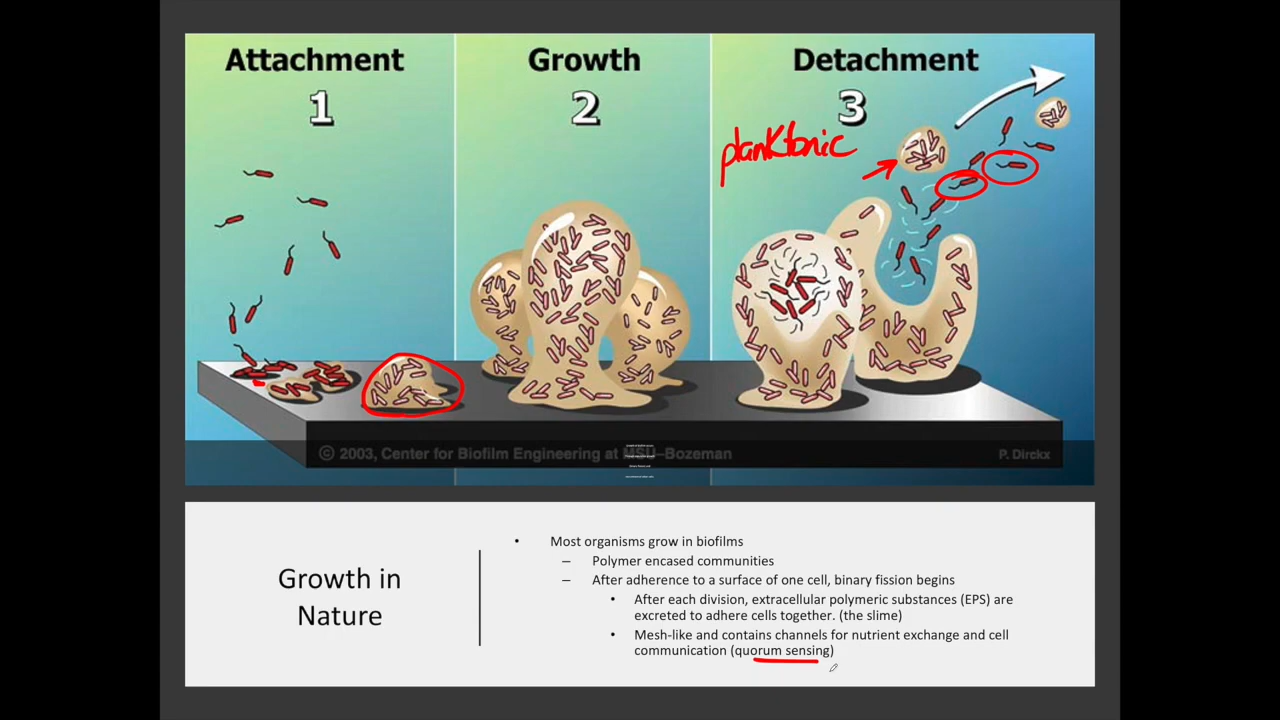 Attachment
1
Growth
2
Detachment
3
planktonic
© 2003, Center for Biofilm Engineering at MSU–Bozeman
P. Dirckx
Growth in
Nature
• Most organisms grow in biofilms
– Polymer encased communities
– After adherence to a surface of one cell, binary fission begins
• After each division, extracellular polymeric substances (EPS) are
excreted to adhere cells together. (the slime)
• Mesh-like and contains channels for nutrient exchange and cell
communication (quorum sensing)